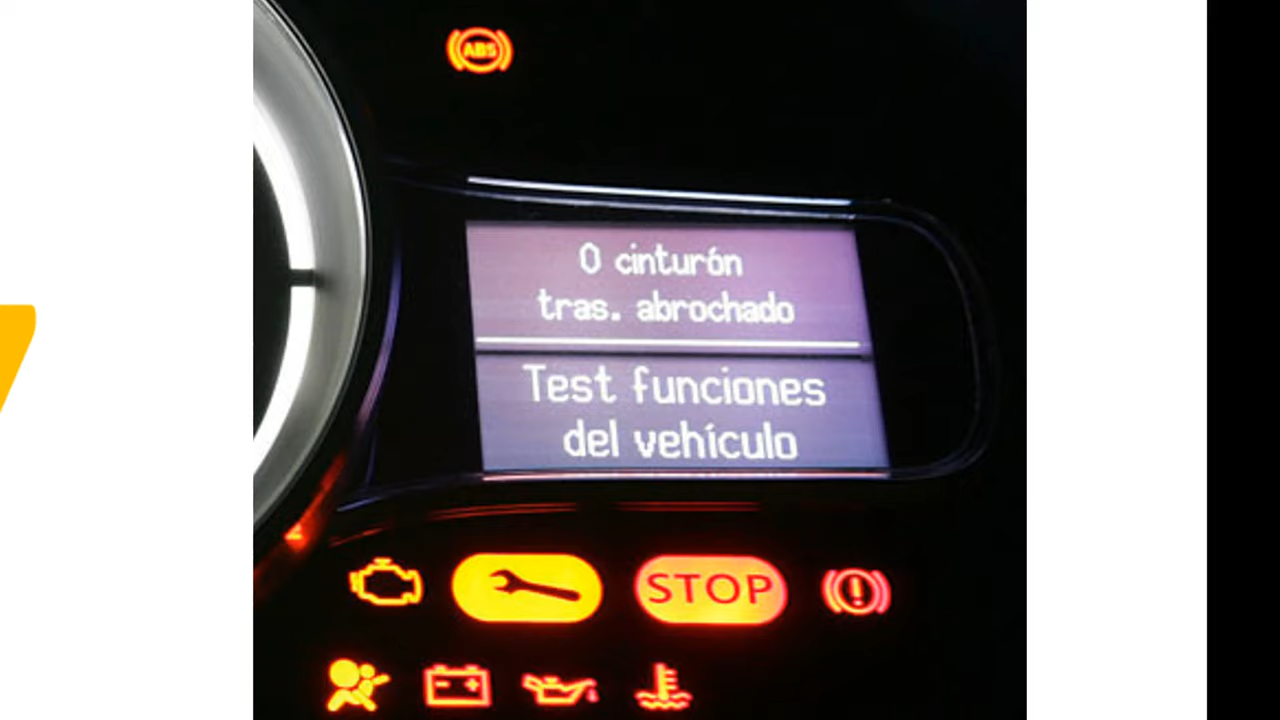 ABS
0 cinturón
tras. abrochado
Test funciones
del vehículo
STOP